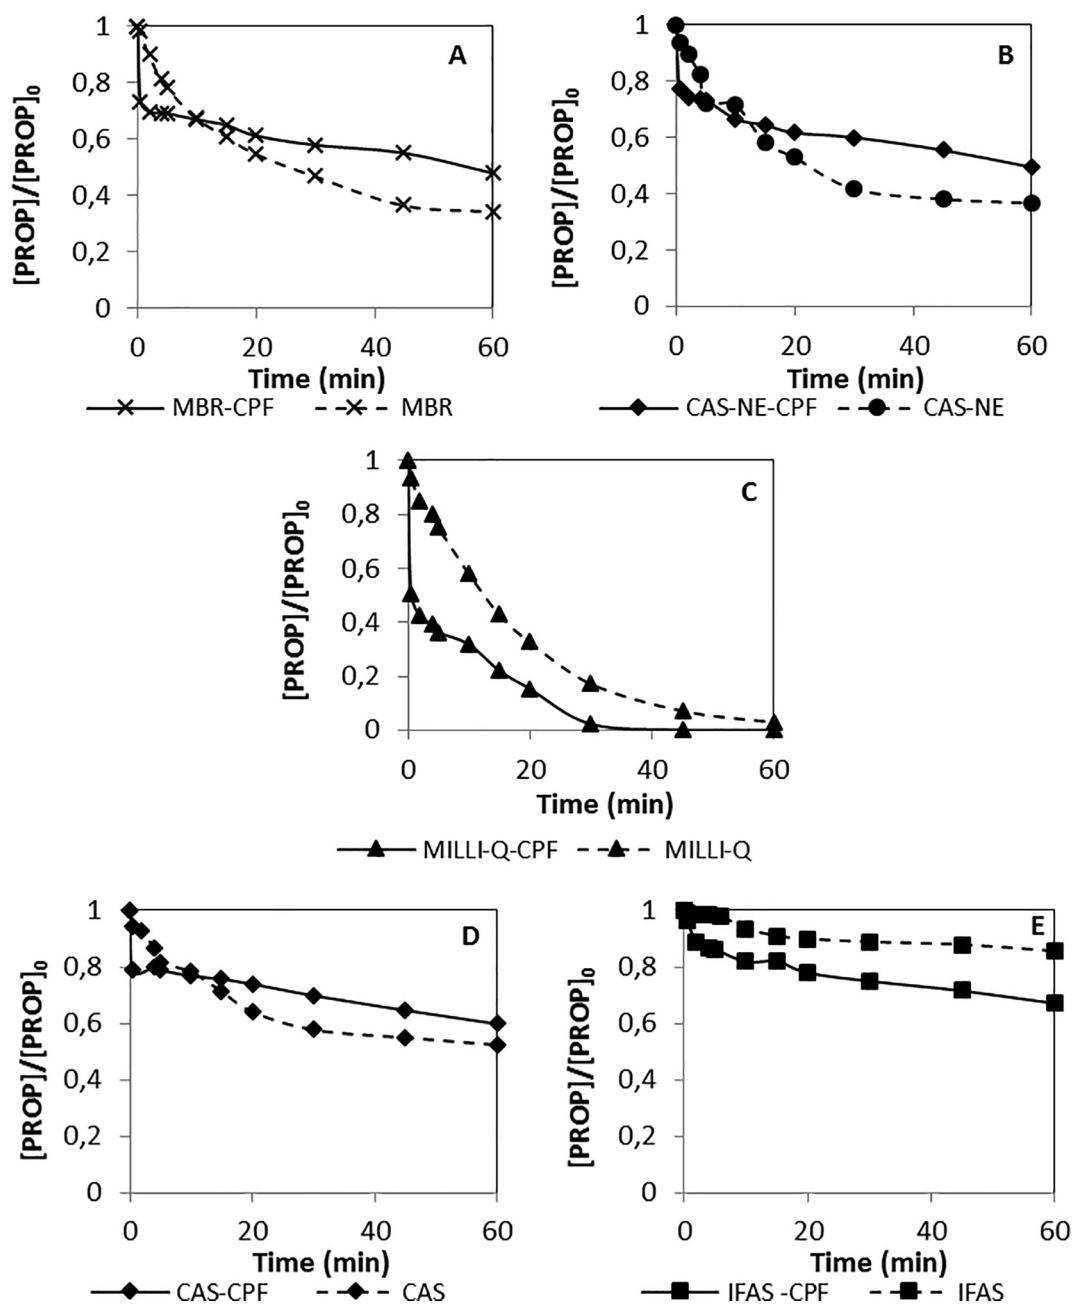 A
[PROP]/[PROP]₀
1
0,8
0,6
0,4
0,2
0
0 20 40 60
Time (min)
MBR-CPF MBR
B
[PROP]/[PROP]₀
1
0,8
0,6
0,4
0,2
0
0 20 40 60
Time (min)
CAS-NE-CPF CAS-NE
C
[PROP]/[PROP]₀
1
0,8
0,6
0,4
0,2
0
0 20 40 60
Time (min)
MILLI-Q-CPF MILLI-Q
D
[PROP]/[PROP]₀
1
0,8
0,6
0,4
0,2
0
0 20 40 60
Time (min)
CAS-CPF CAS
E
[PROP]/[PROP]₀
1
0,8
0,6
0,4
0,2
0
0 20 40 60
Time (min)
IFAS -CPF IFAS